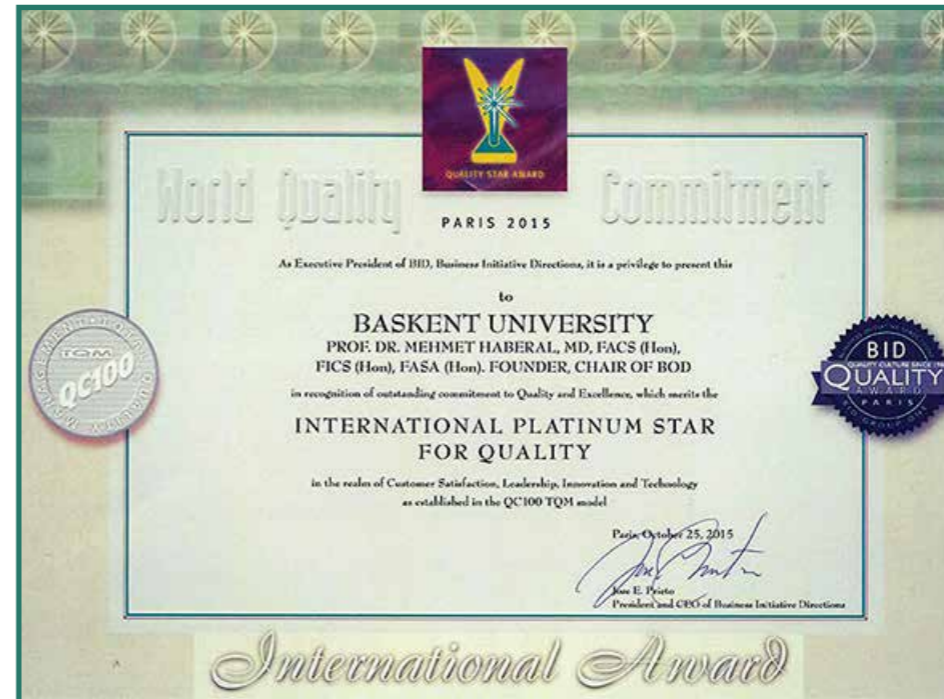 QUALITY STAR AWARD
World Quality Commitment
PARIS 2015
As Executive President of BID, Business Initiative Directions, it is a privilege to present this
to
BASKENT UNIVERSITY
PROF. DR. MEHMET HABERAL, MD, FACS (Hon),
FICS (Hon), FASA (Hon). FOUNDER, CHAIR OF BOD
in recognition of outstanding commitment to Quality and Excellence, which merits the
INTERNATIONAL PLATINUM STAR
FOR QUALITY
in the realm of Customer Satisfaction, Leadership, Innovation and Technology
as established in the QC100 TQM model
Paris, October 25, 2015
Jose E. Prieto
President and CEO of Business Initiative Directions
TQM
QC100
BID
QUALITY CULTURE SINCE
QUALITY
AWARD
PARIS
International Award